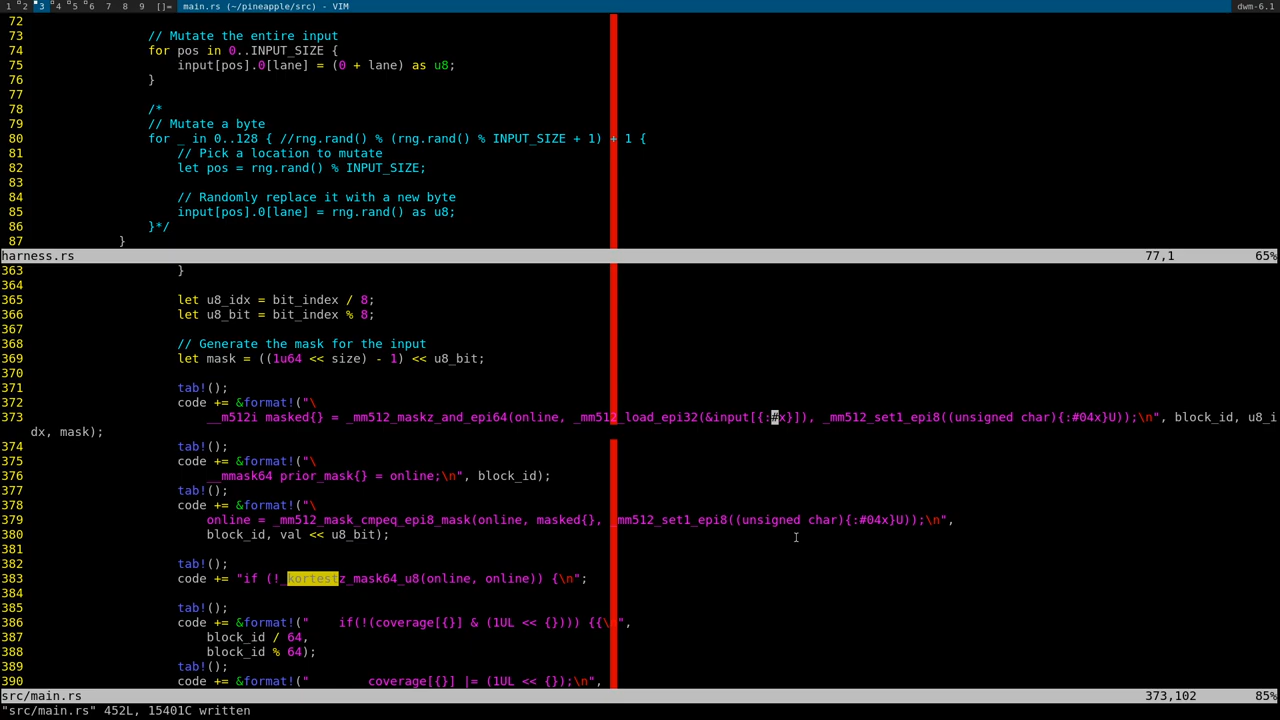 1 2 3 4 5 6 7 8 9 []= main.rs (~/pineapple/src) - VIM dwm-6.1
72
73 // Mutate the entire input
74 for pos in 0..INPUT_SIZE {
75 input[pos].0[lane] = (0 + lane) as u8;
76 }
77
78 /*
79 // Mutate a byte
80 for _ in 0..128 { //rng.rand() % (rng.rand() % INPUT_SIZE + 1) + 1 {
81 // Pick a location to mutate
82 let pos = rng.rand() % INPUT_SIZE;
83
84 // Randomly replace it with a new byte
85 input[pos].0[lane] = rng.rand() as u8;
86 }*/
87 }
harness.rs 77,1 65%
363 }
364
365 let u8_idx = bit_index / 8;
366 let u8_bit = bit_index % 8;
367
368 // Generate the mask for the input
369 let mask = ((1u64 << size) - 1) << u8_bit;
370
371 tab!();
372 code += &format!("\
373 __m512i masked{} = _mm512_maskz_and_epi64(online, _mm512_load_epi32(&input[{:#x}]), _mm512_set1_epi8((unsigned char){:#04x}U));\n", block_id, u8_i
dx, mask);
374 tab!();
375 code += &format!("\
376 __mmask64 prior_mask{} = online;\n", block_id);
377 tab!();
378 code += &format!("\
379 online = _mm512_mask_cmpeq_epi8_mask(online, masked{}, _mm512_set1_epi8((unsigned char){:#04x}U));\n",
380 block_id, val << u8_bit);
381
382 tab!();
383 code += "if (!_kortestz_mask64_u8(online, online)) {\n";
384
385 tab!();
386 code += &format!(" if(!(coverage[{}] & (1UL << {}))) {{\n",
387 block_id / 64,
388 block_id % 64);
389 tab!();
390 code += &format!(" coverage[{}] |= (1UL << {});\n",
src/main.rs 373,102 85%
"src/main.rs" 452L, 15401C written